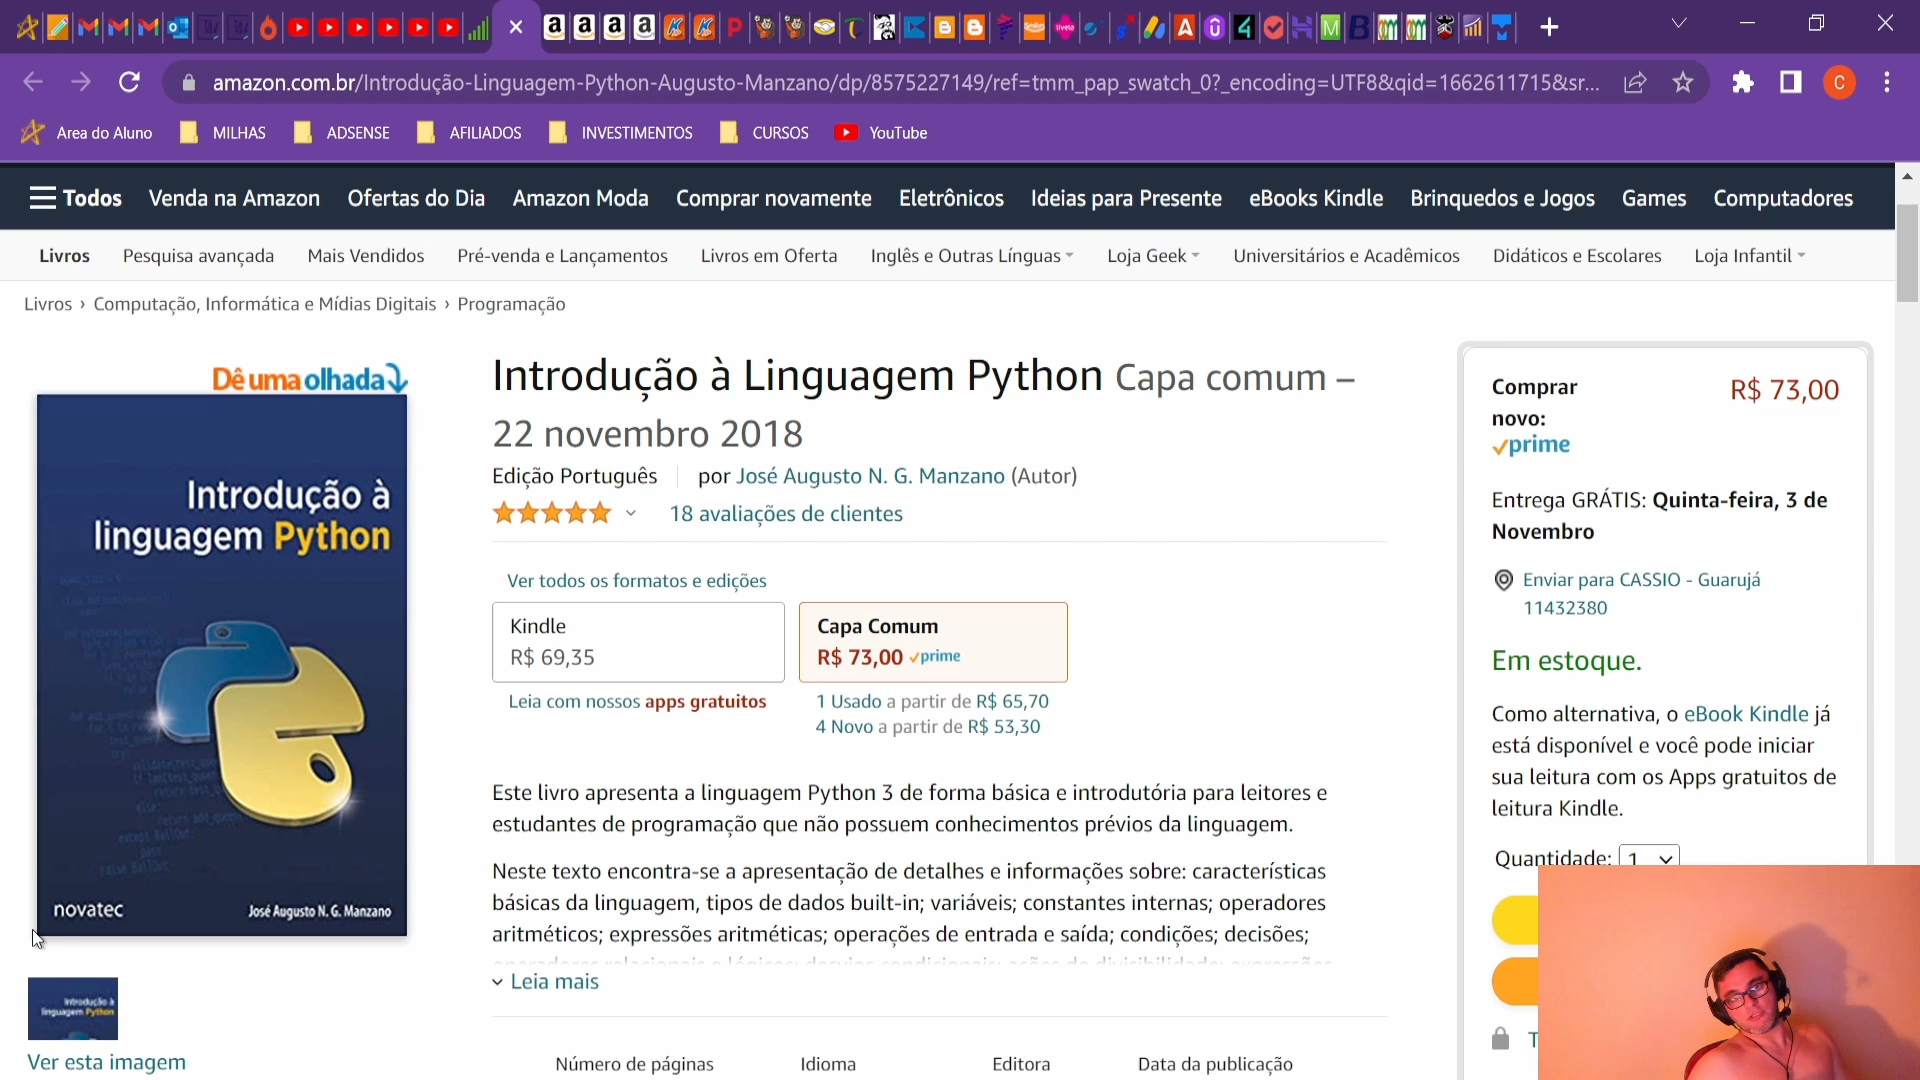 amazon.com.br/Introdução-Linguagem-Python-Augusto-Manzano/dp/8575227149/ref=tmm_pap_swatch_0?_encoding=UTF8&qid=1662611715&sr...
C
Area do Aluno MILHAS ADSENSE AFILIADOS INVESTIMENTOS CURSOS YouTube
Todos Venda na Amazon Ofertas do Dia Amazon Moda Comprar novamente Eletrônicos Ideias para Presente eBooks Kindle Brinquedos e Jogos Games Computadores
Livros Pesquisa avançada Mais Vendidos Pré-venda e Lançamentos Livros em Oferta Inglês e Outras Línguas Loja Geek Universitários e Acadêmicos Didáticos e Escolares Loja Infantil
Livros › Computação, Informática e Mídias Digitais › Programação
Dê uma olhada
Introdução à
linguagem Python
novatec José Augusto N. G. Manzano
Introdução à
linguagem Python
Ver esta imagem
Introdução à Linguagem Python Capa comum –
22 novembro 2018
Edição Português por José Augusto N. G. Manzano (Autor)
18 avaliações de clientes
Ver todos os formatos e edições
Kindle
R$ 69,35
Capa Comum
R$ 73,00 prime
Leia com nossos apps gratuitos
1 Usado a partir de R$ 65,70
4 Novo a partir de R$ 53,30
Este livro apresenta a linguagem Python 3 de forma básica e introdutória para leitores e
estudantes de programação que não possuem conhecimentos prévios da linguagem.
Neste texto encontra-se a apresentação de detalhes e informações sobre: características
básicas da linguagem, tipos de dados built-in; variáveis; constantes internas; operadores
aritméticos; expressões aritméticas; operações de entrada e saída; condições; decisões;
Leia mais
Número de páginas Idioma Editora Data da publicação
Comprar
novo:
R$ 73,00
prime
Entrega GRÁTIS: Quinta-feira, 3 de
Novembro
Enviar para CASSIO - Guarujá
11432380
Em estoque.
Como alternativa, o eBook Kindle já
está disponível e você pode iniciar
sua leitura com os Apps gratuitos de
leitura Kindle.
Quantidade: 1
T